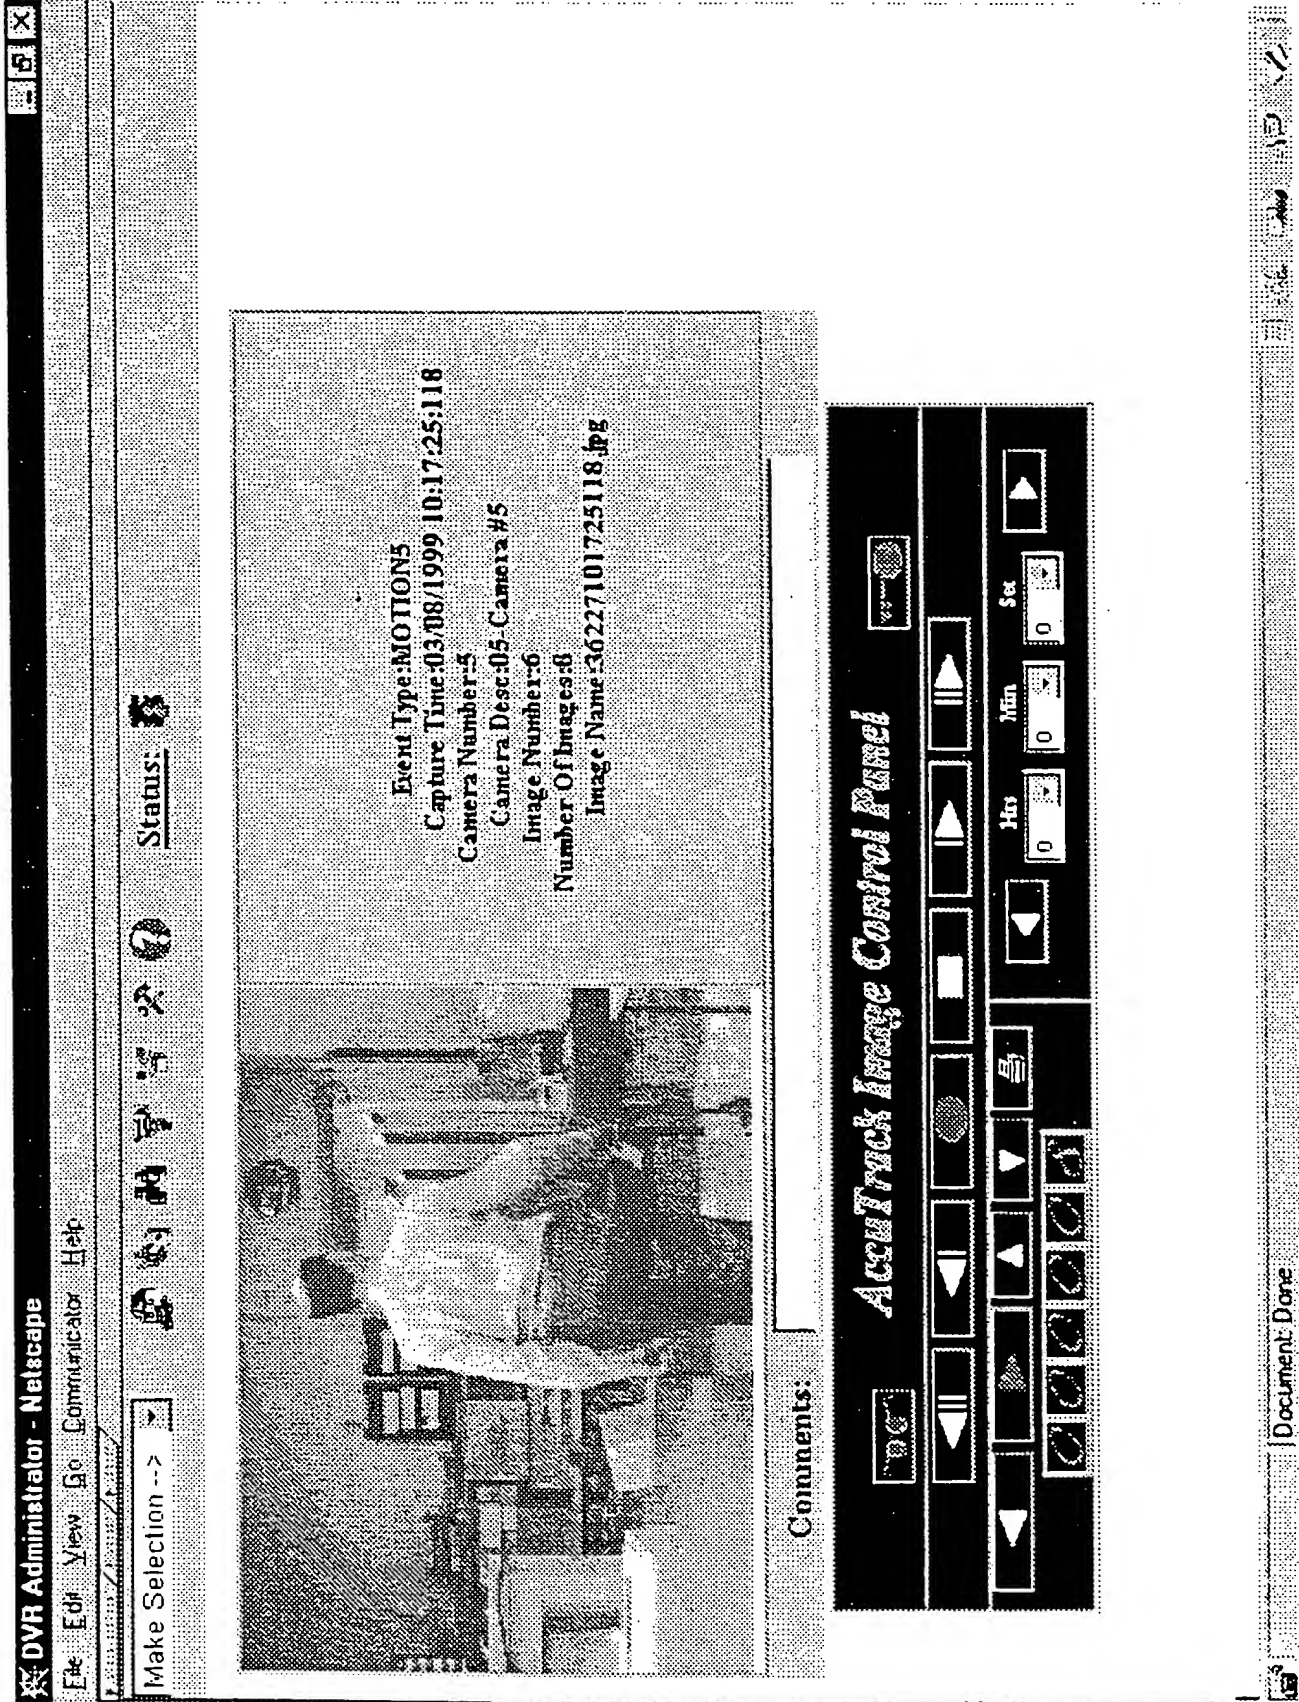 DVR Administrator - Netscape
File Edit View Go Communicator Help
Make Selection --> Status:
Event Type:MOTION5
Capture Time:03/08/1999 10:17:25:118
Camera Number:5
Camera Desc:05-Camera #5
Image Number:6
Number Of Images:8
Image Name:36227101725118.jpg
Comments:
AccuTrack Image Control Panel
Hrs Min Sec
0 0 0
Document: Done